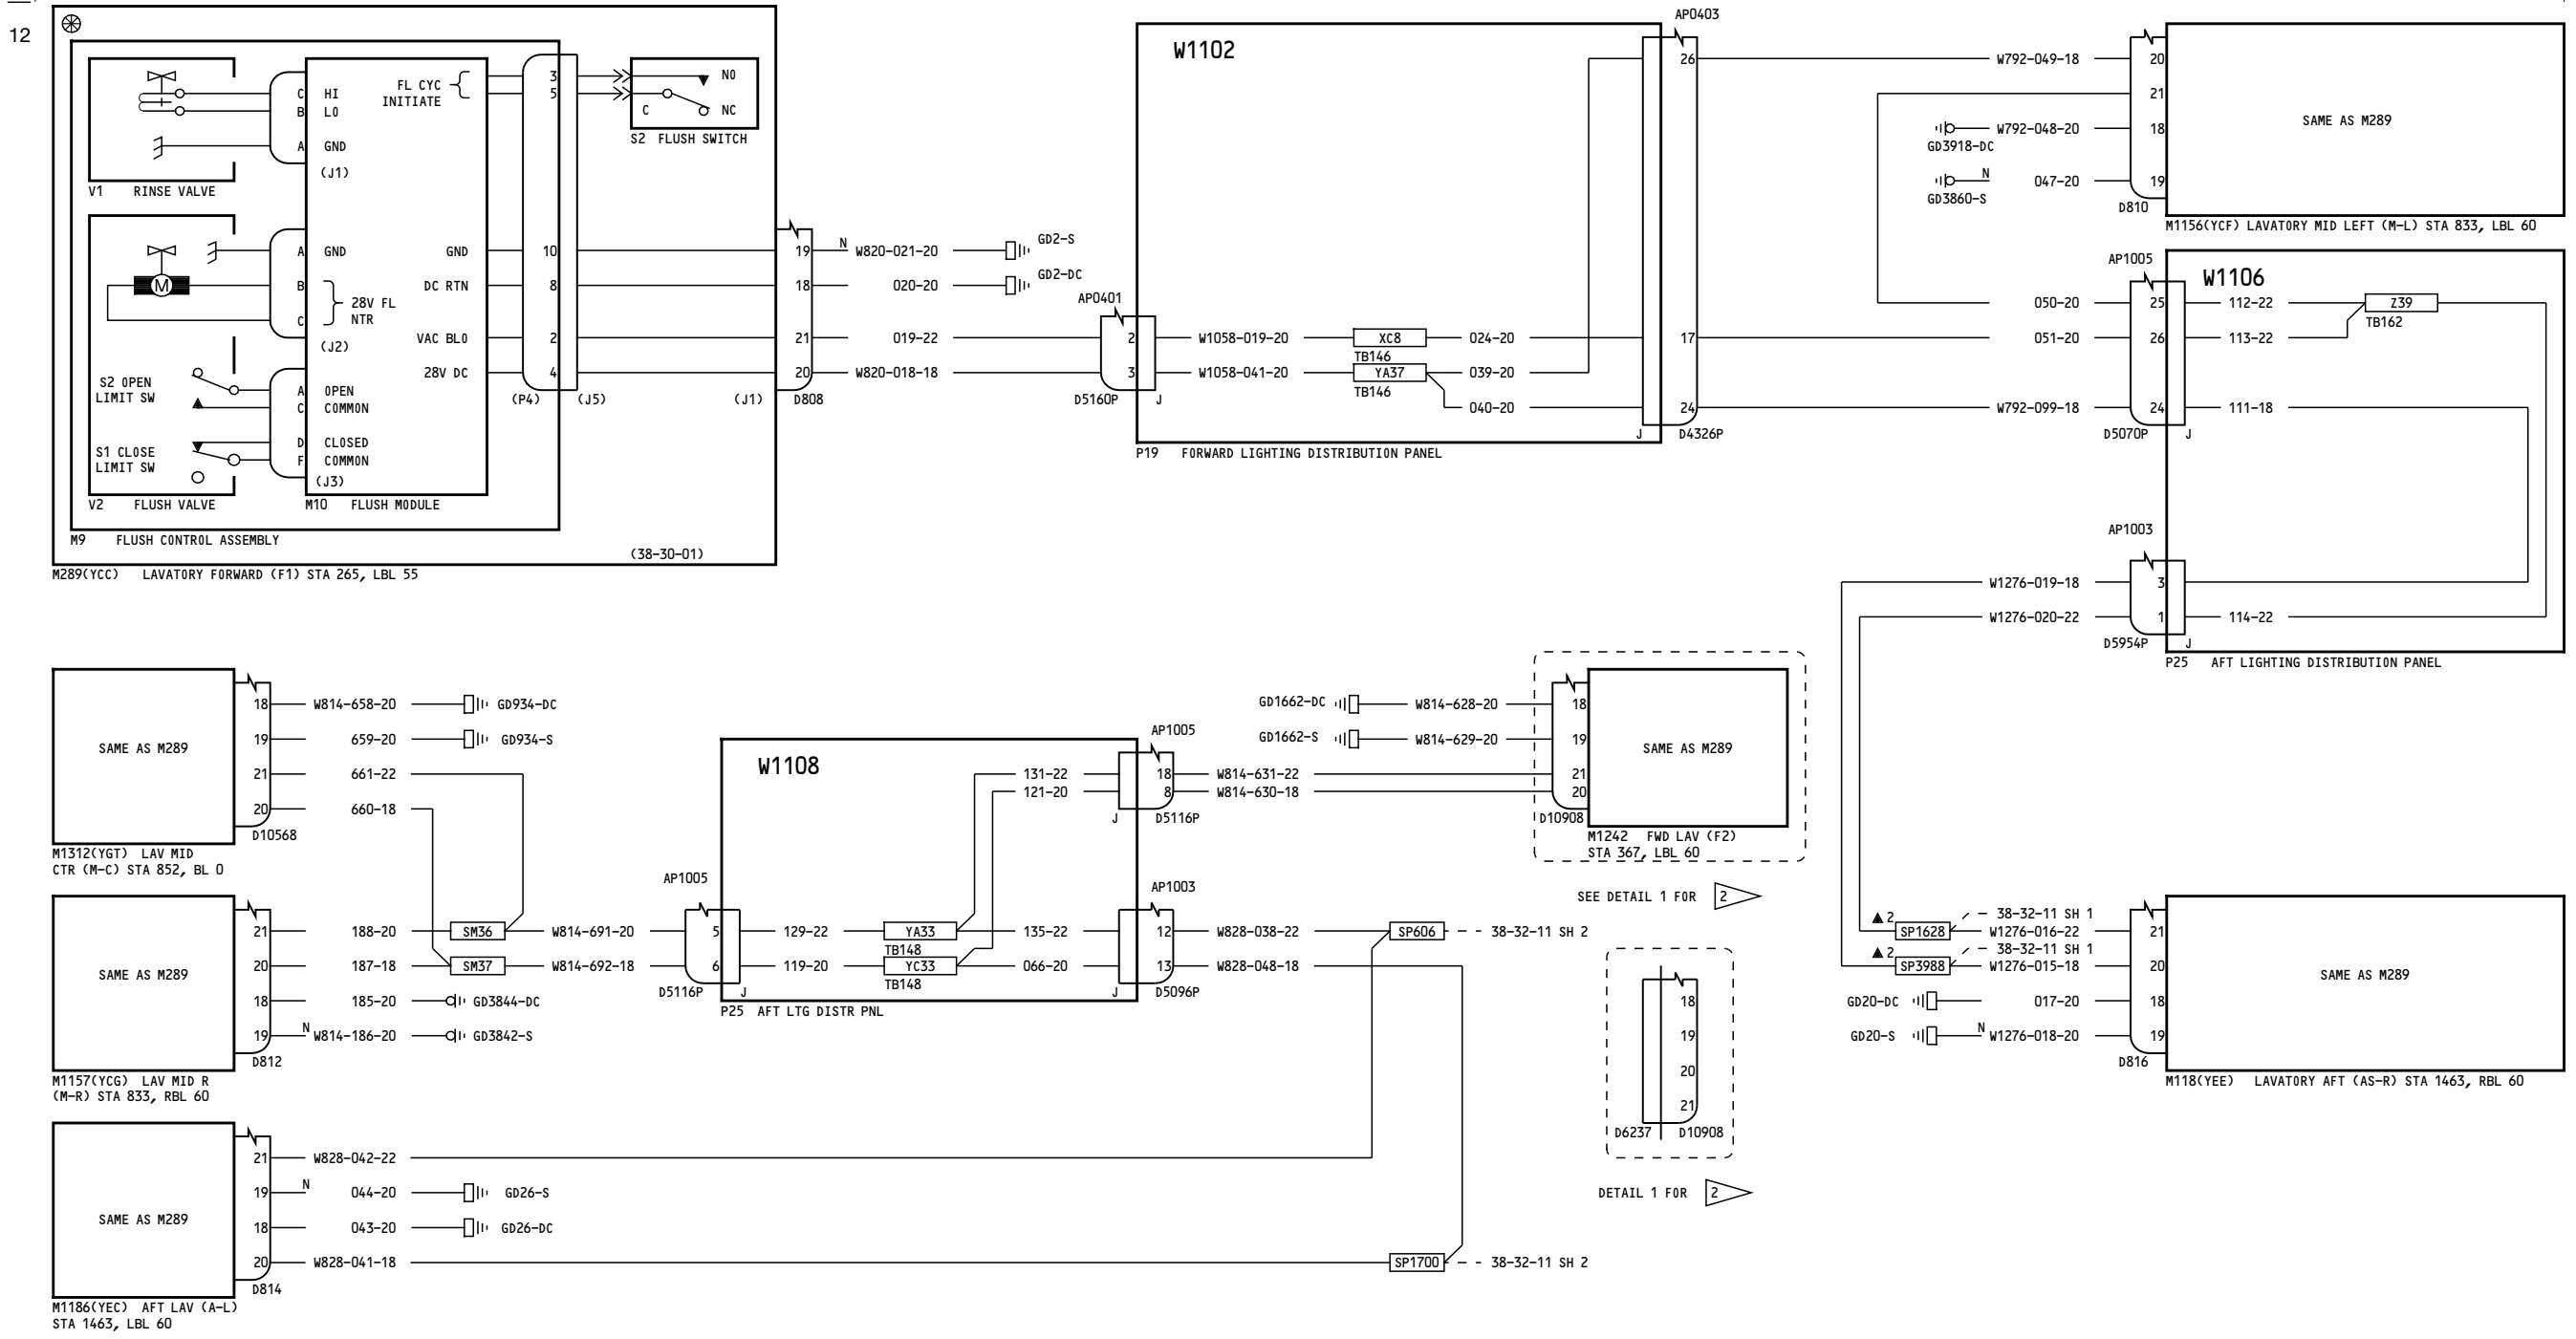 12
V1 RINSE VALVE
C HI
B LO
A GND
(J1)
FL CYC
INITIATE
3
5
NO
C
NC
S2 FLUSH SWITCH
A GND
B
C
28V FL
NTR
(J2)
M
GND 10
DC RTN 8
VAC BLO 2
28V DC 4
(P4) (J5)
S2 OPEN
LIMIT SW
S1 CLOSE
LIMIT SW
A OPEN
C COMMON
D CLOSED
F COMMON
(J3)
V2 FLUSH VALVE
M10 FLUSH MODULE
M9 FLUSH CONTROL ASSEMBLY
(38-30-01)
M289(YCC) LAVATORY FORWARD (F1) STA 265, LBL 55
19 N W820-021-20 GD2-S
18 020-20 GD2-DC
21 019-22
20 W820-018-18
(J1) D808
AP0401
2
3
D5160P J
W1102
W1058-019-20 XC8 024-20
TB146
W1058-041-20 YA37 039-20
TB146
040-20
P19 FORWARD LIGHTING DISTRIBUTION PANEL
AP0403
26
17
24
J D4326P
W792-049-18 20
21
GD3918-DC W792-048-20 18
GD3860-S N 047-20 19
D810
SAME AS M289
M1156(YCF) LAVATORY MID LEFT (M-L) STA 833, LBL 60
AP1005
W1106
050-20 25 112-22 Z39
TB162
051-20 26 113-22
W792-099-18 24 111-18
D5070P J
AP1003
W1276-019-18 3
W1276-020-22 1 114-22
D5954P J
P25 AFT LIGHTING DISTRIBUTION PANEL
SAME AS M289
18 W814-658-20 GD934-DC
19 659-20 GD934-S
21 661-22
20 660-18
D10568
M1312(YGT) LAV MID
CTR (M-C) STA 852, BL 0
SAME AS M289
21 188-20 SM36 W814-691-20
20 187-18 SM37 W814-692-18
18 185-20 GD3844-DC
19 N W814-186-20 GD3842-S
D812
M1157(YCG) LAV MID R
(M-R) STA 833, RBL 60
AP1005
5
6
D5116P J
W1108
131-22
121-20
129-22 YA33 135-22
TB148
119-20 YC33 066-20
TB148
P25 AFT LTG DISTR PNL
AP1005
18 W814-631-22
8 W814-630-18
J D5116P
AP1003
12 W828-038-22 SP606 38-32-11 SH 2
13 W828-048-18
J D5096P
GD1662-DC W814-628-20 18
GD1662-S W814-629-20 19
21
20
D10908
SAME AS M289
M1242 FWD LAV (F2)
STA 367, LBL 60
SEE DETAIL 1 FOR 2
18
19
20
21
D6237 D10908
DETAIL 1 FOR 2
2 38-32-11 SH 1
SP1628 W1276-016-22 21
2 38-32-11 SH 1
SP3988 W1276-015-18 20
GD20-DC 017-20 18
GD20-S N W1276-018-20 19
D816
SAME AS M289
M118(YEE) LAVATORY AFT (AS-R) STA 1463, RBL 60
SAME AS M289
21 W828-042-22
19 N 044-20 GD26-S
18 043-20 GD26-DC
20 W828-041-18 SP1700 38-32-11 SH 2
D814
M1186(YEC) AFT LAV (A-L)
STA 1463, LBL 60